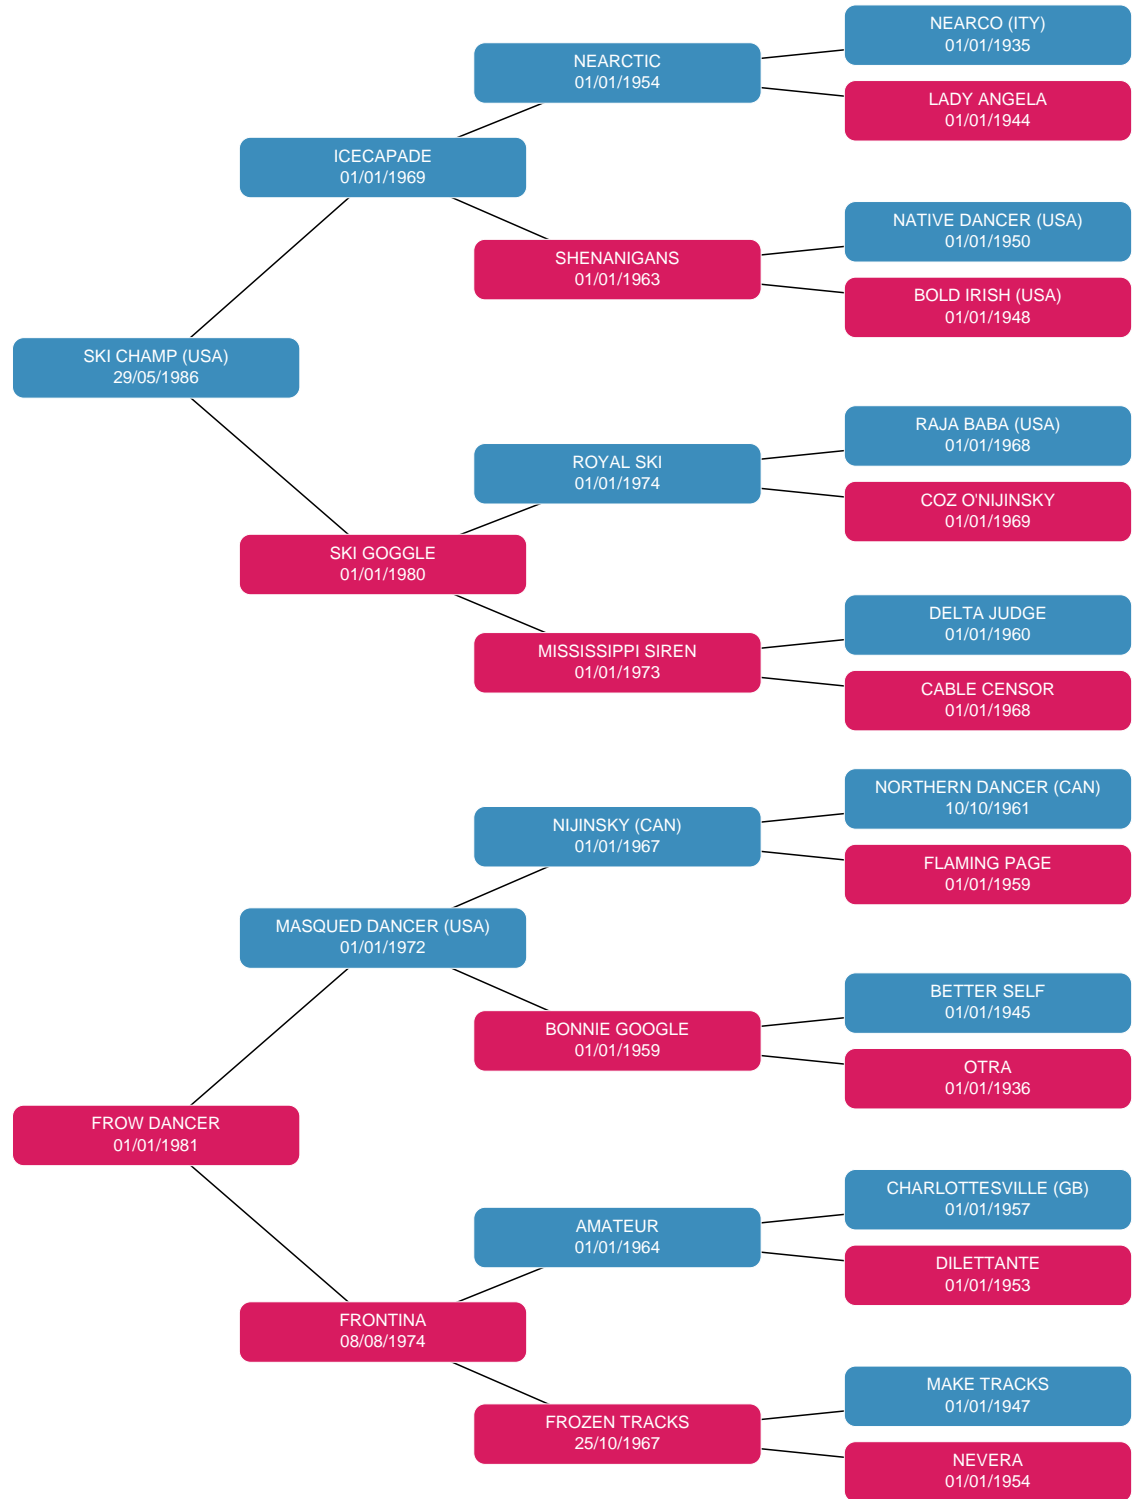 NEARCO (ITY)
01/01/1935
NEARCTIC
01/01/1954
LADY ANGELA
01/01/1944
ICECAPADE
01/01/1969
NATIVE DANCER (USA)
01/01/1950
SHENANIGANS
01/01/1963
BOLD IRISH (USA)
01/01/1948
SKI CHAMP (USA)
29/05/1986
RAJA BABA (USA)
01/01/1968
ROYAL SKI
01/01/1974
COZ O'NIJINSKY
01/01/1969
SKI GOGGLE
01/01/1980
DELTA JUDGE
01/01/1960
MISSISSIPPI SIREN
01/01/1973
CABLE CENSOR
01/01/1968
NORTHERN DANCER (CAN)
10/10/1961
NIJINSKY (CAN)
01/01/1967
FLAMING PAGE
01/01/1959
MASQUED DANCER (USA)
01/01/1972
BETTER SELF
01/01/1945
BONNIE GOOGLE
01/01/1959
OTRA
01/01/1936
FROW DANCER
01/01/1981
CHARLOTTESVILLE (GB)
01/01/1957
AMATEUR
01/01/1964
DILETTANTE
01/01/1953
FRONTINA
08/08/1974
MAKE TRACKS
01/01/1947
FROZEN TRACKS
25/10/1967
NEVERA
01/01/1954